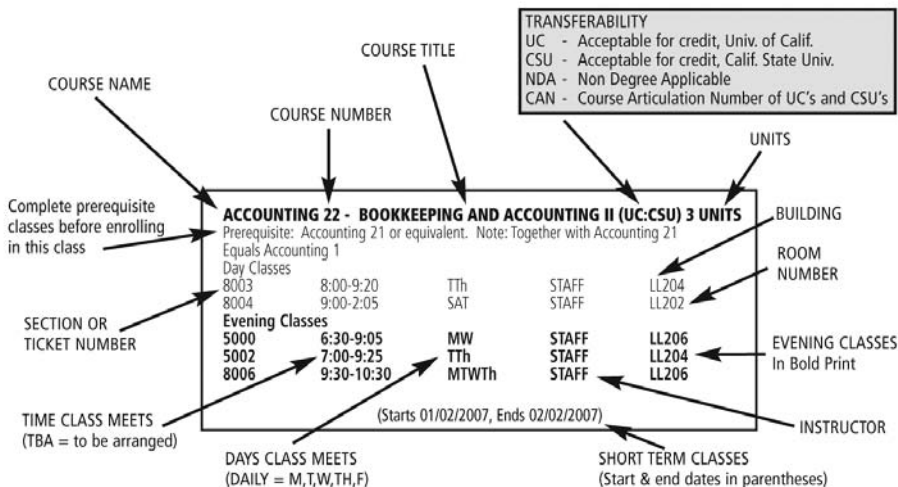 TRANSFERABILITY
UC - Acceptable for credit, Univ. of Calif.
CSU - Acceptable for credit, Calif. State Univ.
NDA - Non Degree Applicable
CAN - Course Articulation Number of UC's and CSU's
COURSE TITLE
COURSE NAME
COURSE NUMBER
UNITS
Complete prerequisite
classes before enrolling
in this class
ACCOUNTING 22 - BOOKKEEPING AND ACCOUNTING II (UC:CSU) 3 UNITS
Prerequisite: Accounting 21 or equivalent. Note: Together with Accounting 21
Equals Accounting 1
Day Classes
8003 8:00-9:20 TTh STAFF LL204
8004 9:00-2:05 SAT STAFF LL202
Evening Classes
5000 6:30-9:05 MW STAFF LL206
5002 7:00-9:25 TTh STAFF LL204
8006 9:30-10:30 MTWTh STAFF LL206
(Starts 01/02/2007, Ends 02/02/2007)
BUILDING
ROOM
NUMBER
SECTION OR
TICKET NUMBER
EVENING CLASSES
In Bold Print
TIME CLASS MEETS
(TBA = to be arranged)
DAYS CLASS MEETS
(DAILY = M,T,W,TH,F)
SHORT TERM CLASSES
(Start & end dates in parentheses)
INSTRUCTOR